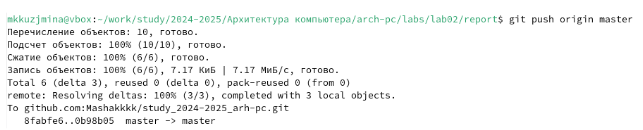 mkkuzjmina@vbox:~/work/study/2024-2025/Архитектура компьютера/arch-pc/labs/lab02/report$ git push origin master
Перечисление объектов: 10, готово.
Подсчет объектов: 100% (10/10), готово.
Сжатие объектов: 100% (6/6), готово.
Запись объектов: 100% (6/6), 7.17 КиБ | 7.17 МиБ/с, готово.
Total 6 (delta 3), reused 0 (delta 0), pack-reused 0 (from 0)
remote: Resolving deltas: 100% (3/3), completed with 3 local objects.
To github.com:Mashakkkk/study_2024-2025_arh-pc.git
   8fabfe6..0b98b05  master -> master